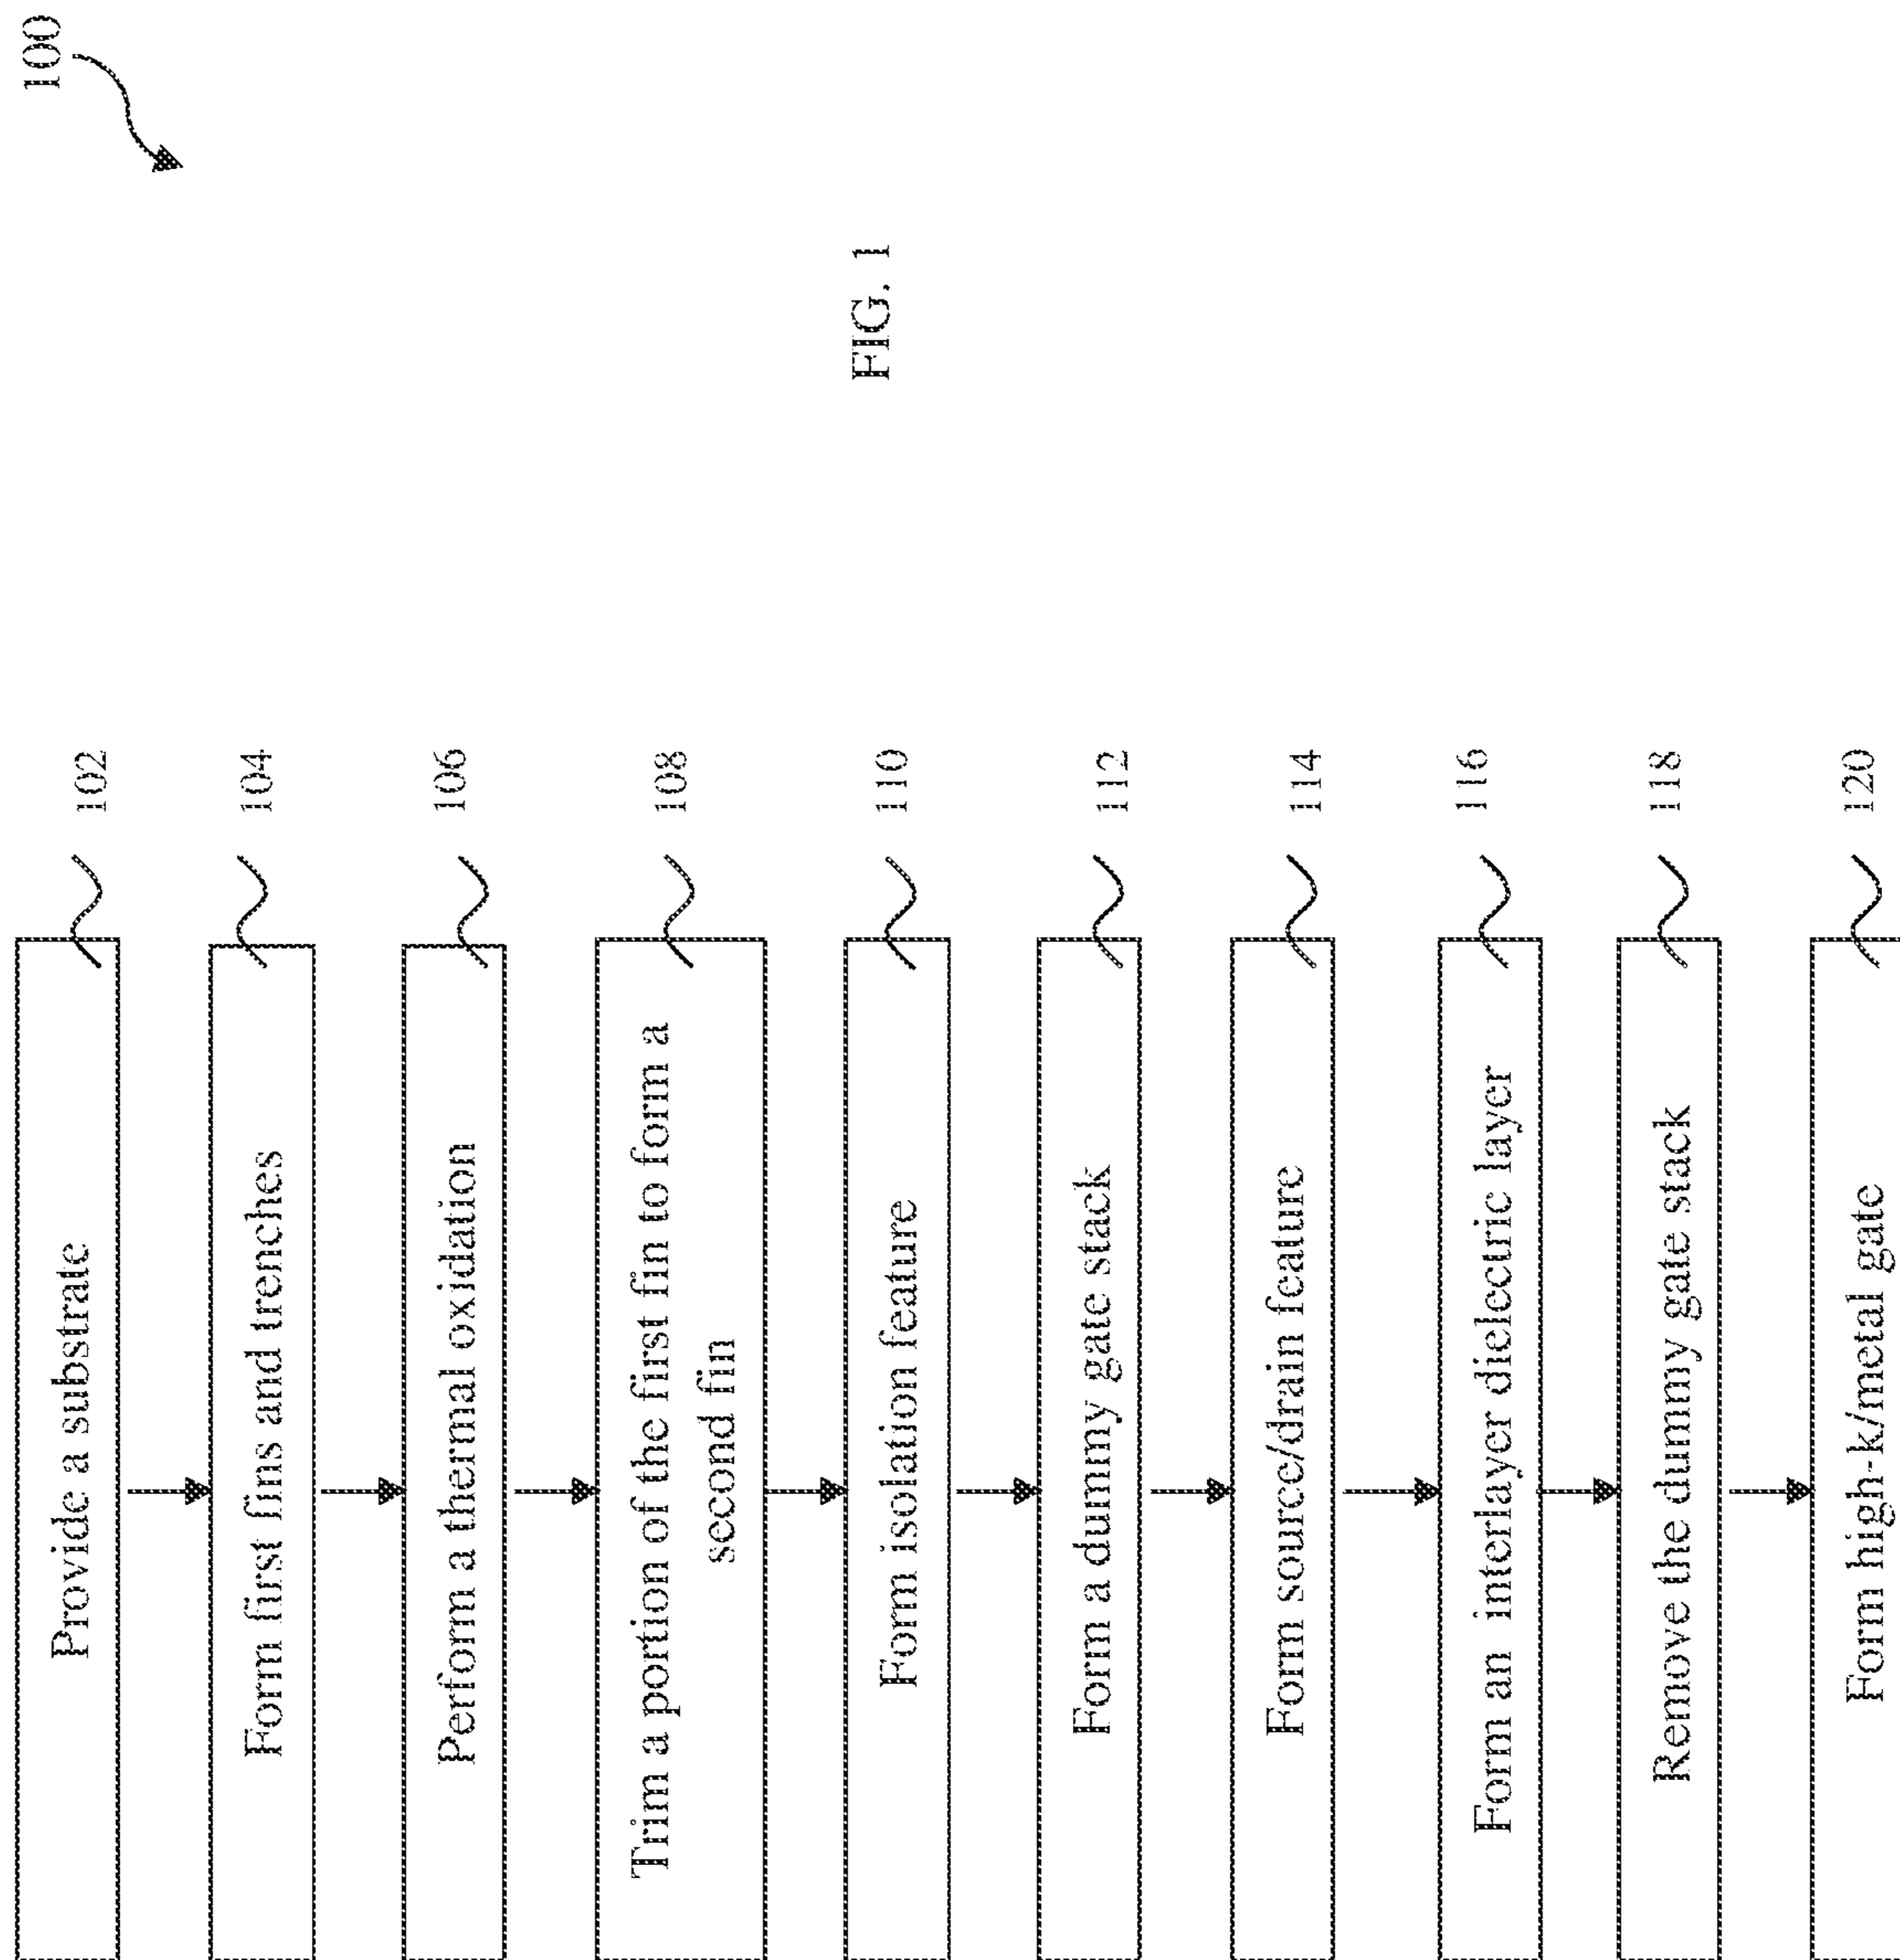 100
Provide a substrate
102
Form first fins and trenches
104
Perform a thermal oxidation
106
Trim a portion of the first fin to form a
second fin
108
Form isolation feature
110
Form a dummy gate stack
112
Form source/drain feature
114
Form an interlayer dielectric layer
116
Remove the dummy gate stack
118
Form high-k/metal gate
120
FIG. 1